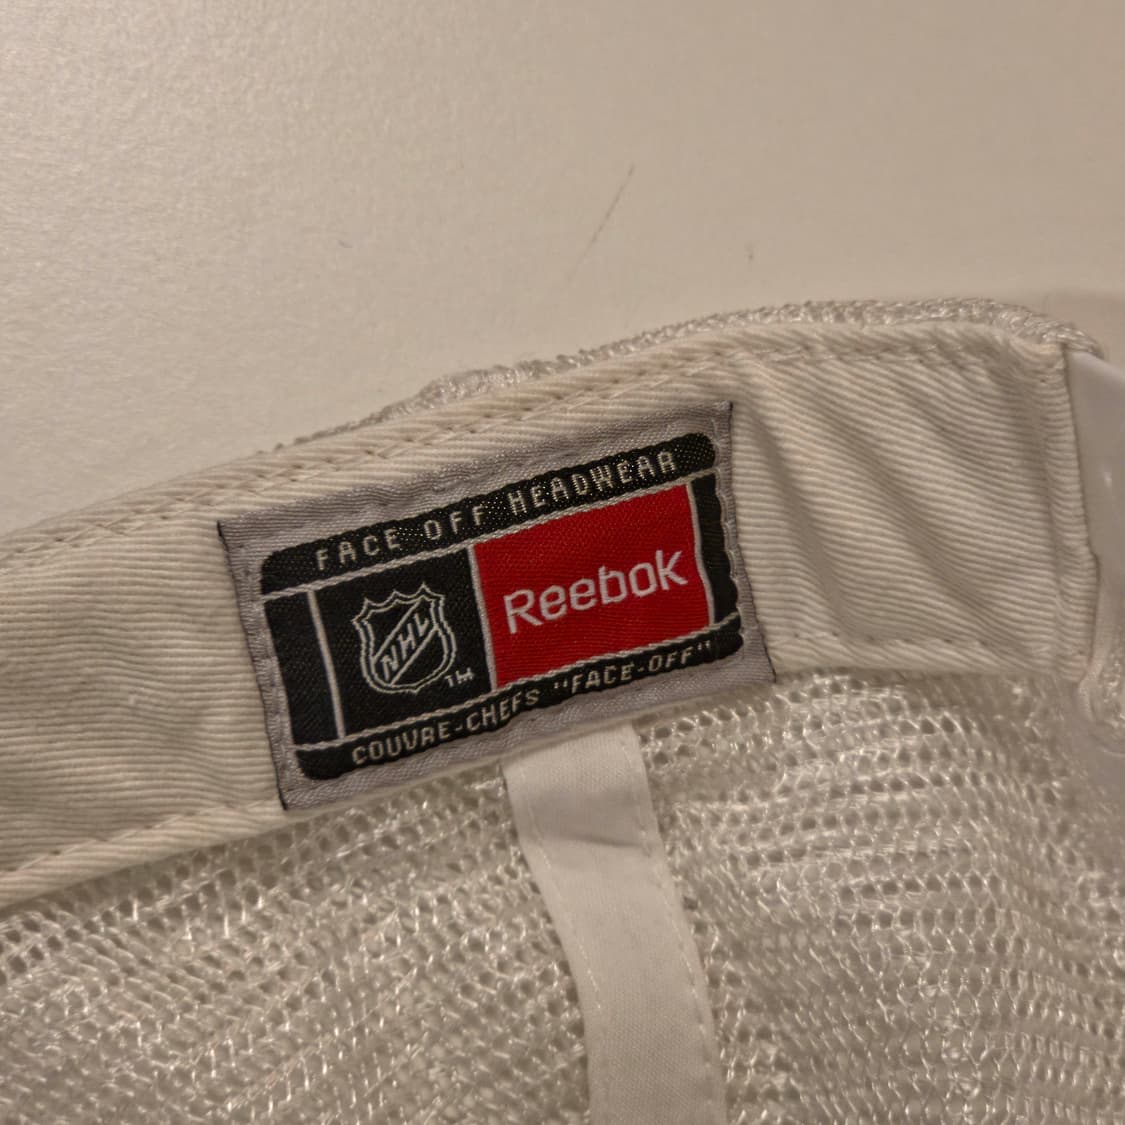 FACE OFF HEADWEAR
NHL
TM
Reebok
COUVRE-CHEFS "FACE-OFF"